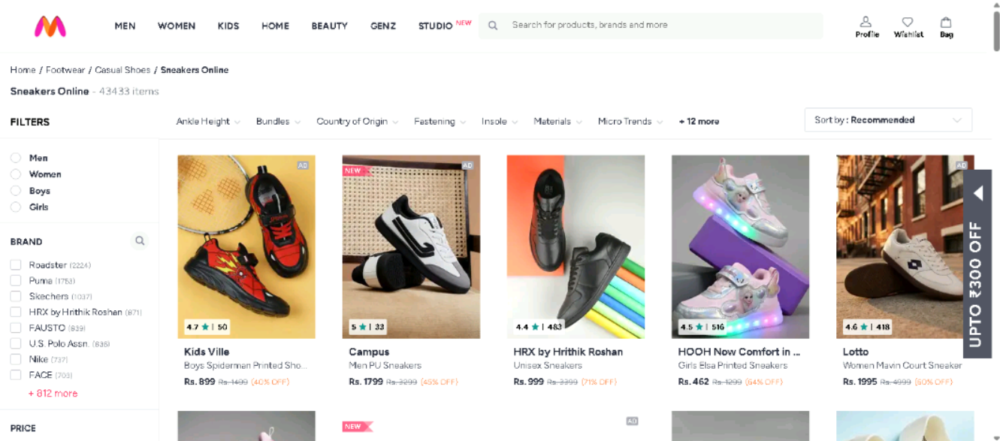 MEN WOMEN KIDS HOME BEAUTY GENZ STUDIO NEW Search for products, brands and more Profile Wishlist Bag
Home / Footwear / Casual Shoes / Sneakers Online
Sneakers Online - 43433 items
FILTERS
Ankle Height Bundles Country of Origin Fastening Insole Materials Micro Trends + 12 more Sort by : Recommended
Men
Women
Boys
Girls
BRAND
Roadster (2224)
Puma (1753)
Skechers (1037)
HRX by Hrithik Roshan (871)
FAUSTO (839)
U.S. Polo Assn. (835)
Nike (737)
FACE (703)
+ 812 more
PRICE
AD
4.7 ★ | 50
Kids Ville
Boys Spiderman Printed Sho...
Rs. 899 Rs. 1499 (40% OFF)
NEW AD
5 ★ | 33
Campus
Men PU Sneakers
Rs. 1799 Rs. 3299 (45% OFF)
4.4 ★ | 483
HRX by Hrithik Roshan
Unisex Sneakers
Rs. 999 Rs. 3399 (71% OFF)
4.5 ★ | 516
HOOH Now Comfort in ...
Girls Elsa Printed Sneakers
Rs. 462 Rs. 1299 (64% OFF)
AD
4.6 ★ | 418
Lotto
Women Mavin Court Sneaker
Rs. 1995 Rs. 4999 (60% OFF)
UPTO ₹300 OFF
NEW AD